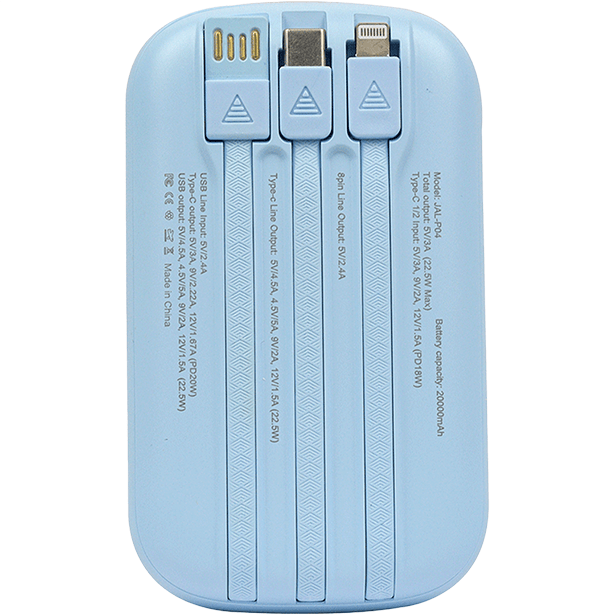 Model: JAL-P04
Battery capacity: 20000mAh
Total output: 5V/3A (22.5W Max)
Type-C 1/2 Input: 5V/3A, 9V/2A, 12V/1.5A (PD18W)
8pin Line Output: 5V/2.4A
Type-c Line Output: 5V/4.5A, 4.5V/5A, 9V/2A, 12V/1.5A (22.5W)
USB Line Input: 5V/2.4A
Type-C output: 5V/3A, 9V/2.22A, 12V/1.67A (PD20W)
USB output: 5V/4.5A, 4.5V/5A, 9V/2A, 12V/1.5A (22.5W)
FC CE Made in China